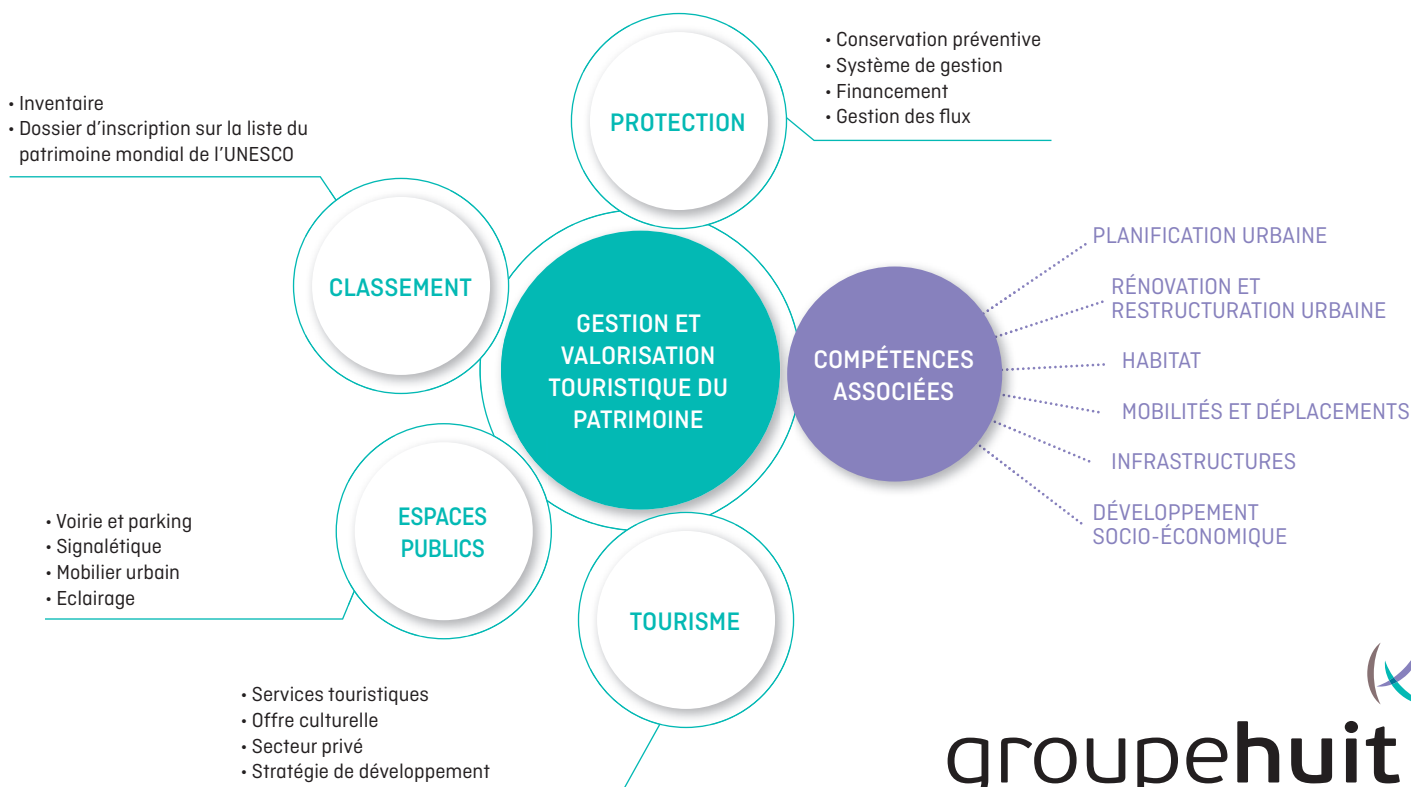 • Conservation préventive
• Système de gestion
• Financement
• Gestion des flux
PROTECTION
• Inventaire
• Dossier d'inscription sur la liste du
patrimoine mondial de l'UNESCO
CLASSEMENT
GESTION ET
VALORISATION
TOURISTIQUE DU
PATRIMOINE
COMPÉTENCES
ASSOCIÉES
PLANIFICATION URBAINE
RÉNOVATION ET
RESTRUCTURATION URBAINE
HABITAT
MOBILITÉS ET DÉPLACEMENTS
INFRASTRUCTURES
DÉVELOPPEMENT
SOCIO-ÉCONOMIQUE
ESPACES
PUBLICS
• Voirie et parking
• Signalétique
• Mobilier urbain
• Eclairage
TOURISME
• Services touristiques
• Offre culturelle
• Secteur privé
• Stratégie de développement
groupehuit